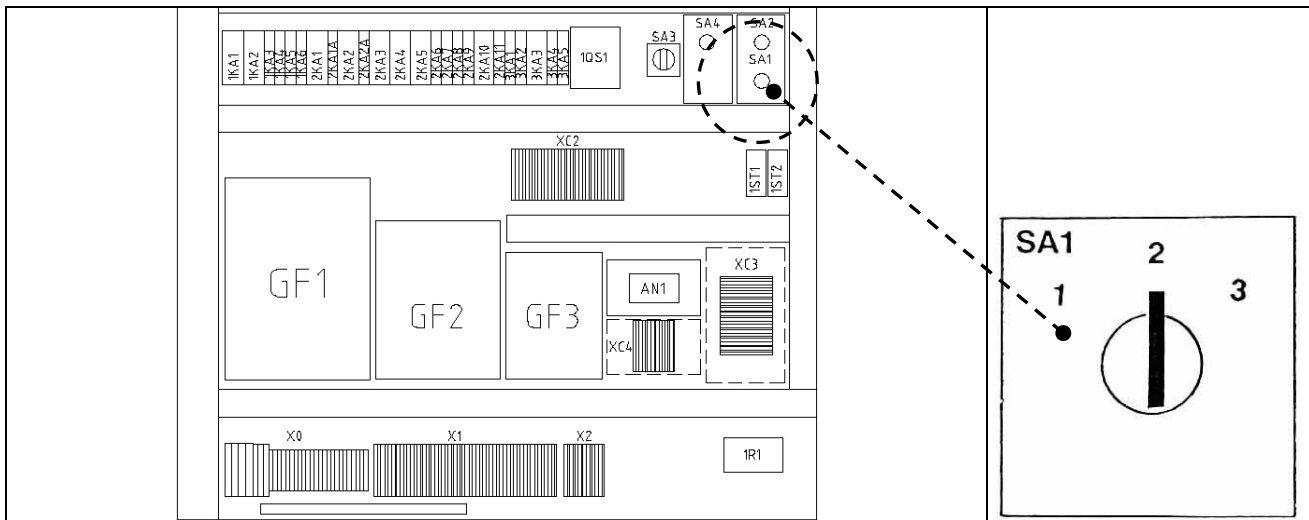 1KA1
1KA2
1KA3
1KA4
1KA5
1KA6
2KA1
2KA1A
2KA2
2KA2A
2KA3
2KA4
2KA5
2KA6
2KA7
2KA8
2KA9
2KA10
2KA11
3KA1
3KA2
3KA3
3KA4
3KA5
1QS1
SA3
SA4
SA2
SA1
XC2
1ST1
1ST2
GF1
GF2
GF3
AN1
XC4
XC3
X0
X1
X2
1R1
SA1
1
2
3